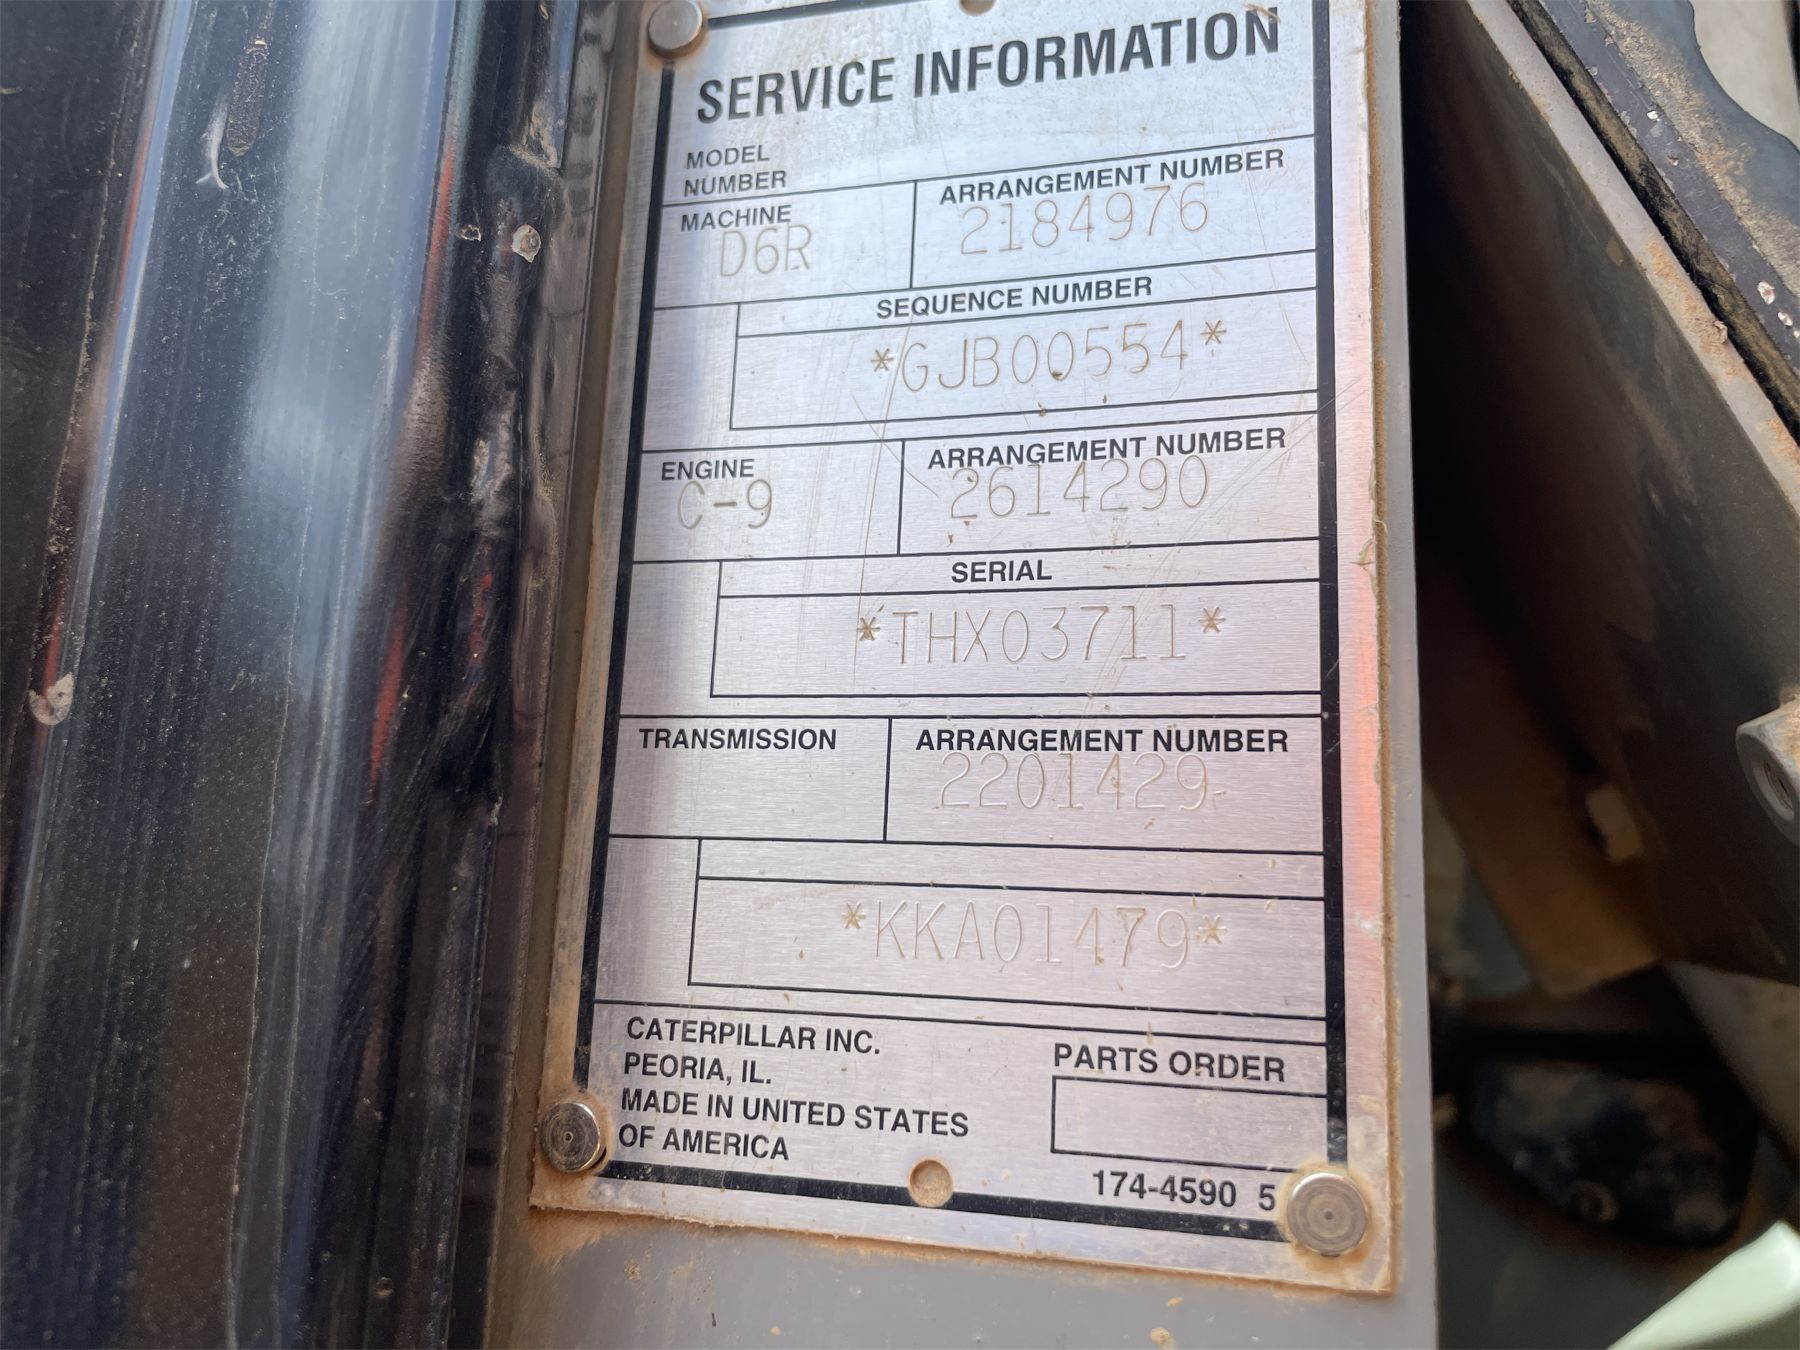 SERVICE INFORMATION
MODEL
NUMBER
ARRANGEMENT NUMBER
MACHINE
D6R
2184976
SEQUENCE NUMBER
*GJB00554*
ENGINE
C-9
ARRANGEMENT NUMBER
2614290
SERIAL
*THX03711*
TRANSMISSION
ARRANGEMENT NUMBER
2201429
*KKA01479*
CATERPILLAR INC.
PEORIA, IL.
MADE IN UNITED STATES
OF AMERICA
PARTS ORDER
174-4590 5